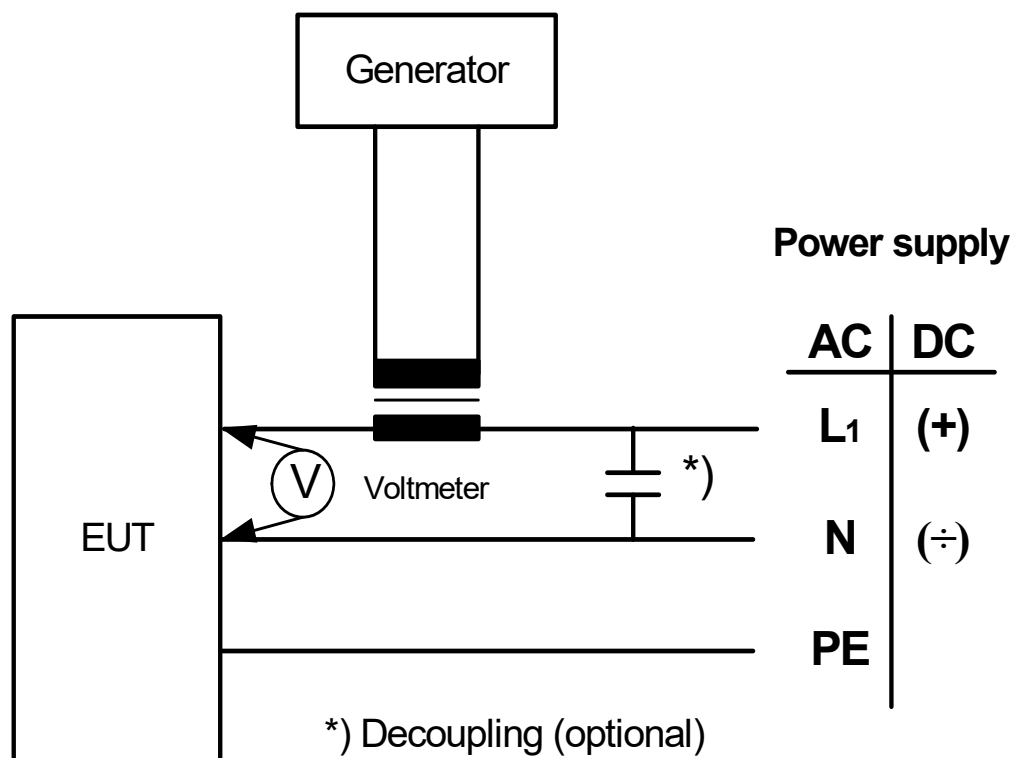 Generator
Power supply
AC DC
L1 (+)
*)
V Voltmeter
EUT
N (÷)
PE
*) Decoupling (optional)